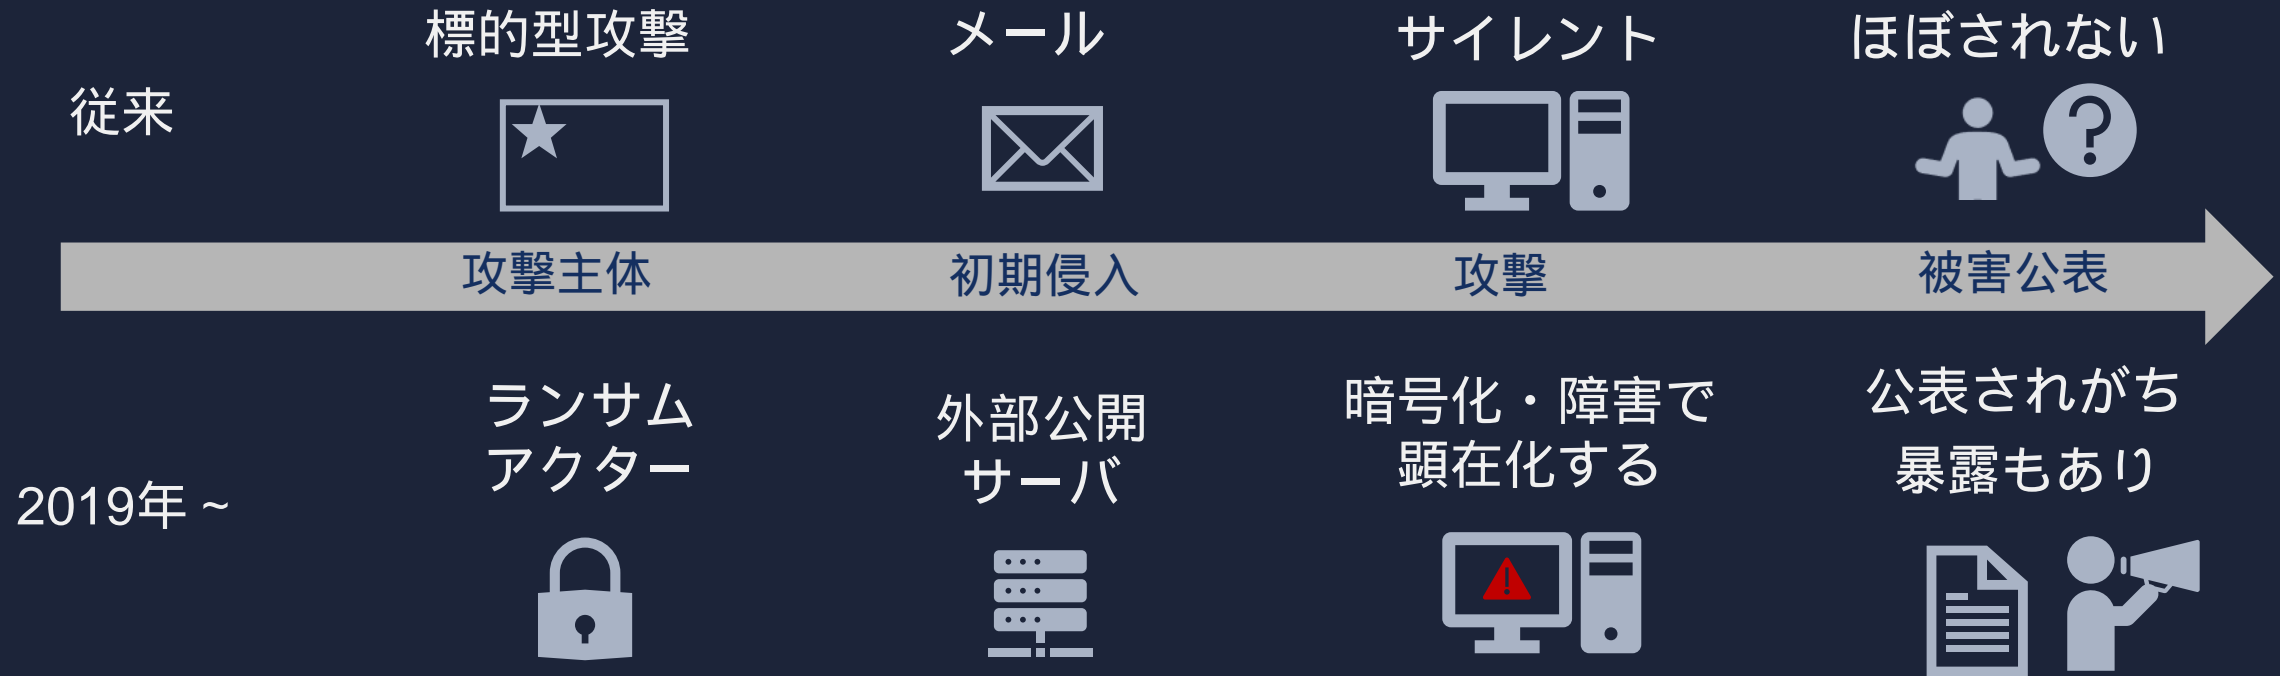 標的型攻撃
メール
サイレント
ほぼされない
従来
攻撃主体
初期侵入
攻撃
被害公表
2019年 ~
ランサム
アクター
外部公開
サーバ
暗号化・障害で
顕在化する
公表されがち
暴露もあり